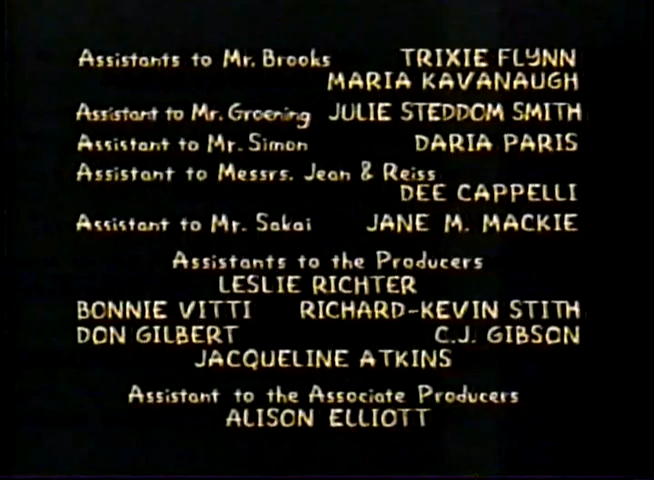 Assistants to Mr. Brooks TRIXIE FLYNN
MARIA KAVANAUGH
Assistant to Mr. Groening JULIE STEDDOM SMITH
Assistant to Mr. Simon DARIA PARIS
Assistant to Messrs. Jean & Reiss
DEE CAPPELLI
Assistant to Mr. Sakai JANE M. MACKIE
Assistants to the Producers
LESLIE RICHTER
BONNIE VITTI RICHARD-KEVIN STITH
DON GILBERT C.J. GIBSON
JACQUELINE ATKINS
Assistant to the Associate Producers
ALISON ELLIOTT